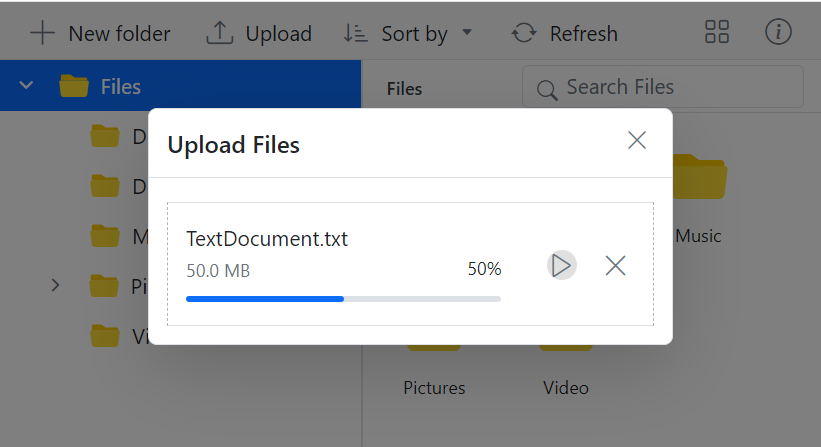 New folder
Upload
Sort by
Refresh
Files
Files
Search Files
Upload Files
TextDocument.txt
50.0 MB
50%
Music
Pictures
Video